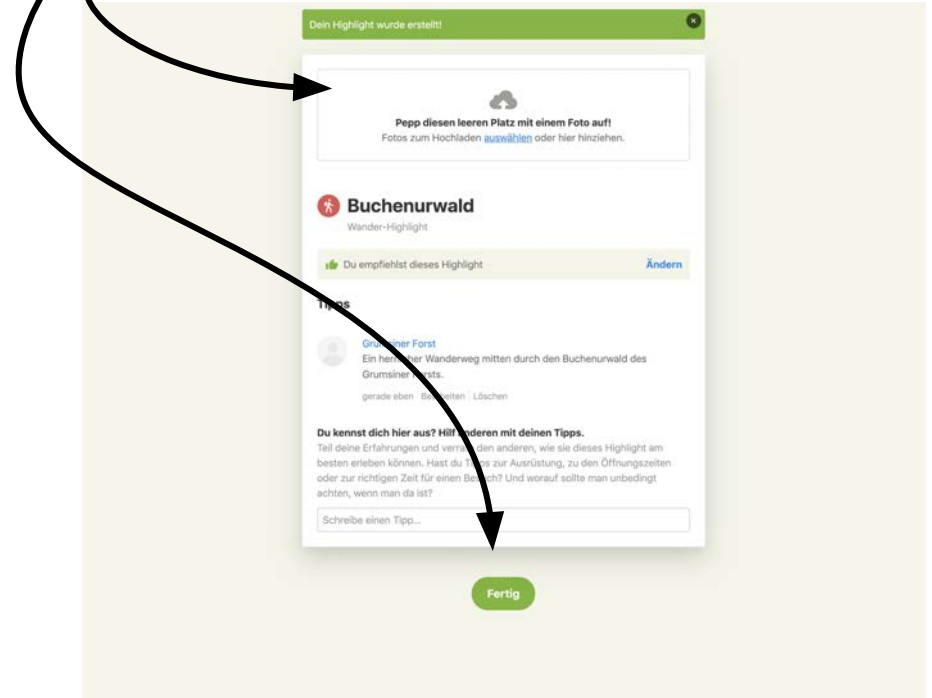 Dein Highlight wurde erstellt!
Pepp diesen leeren Platz mit einem Foto auf!
Fotos zum Hochladen auswählen oder hier hinziehen.
Buchenurwald
Wander-Highlight
Du empfiehlst dieses Highlight Ändern
Tipps
Grumsiner Forst
Ein herrlicher Wanderweg mitten durch den Buchenurwald des
Grumsiner Forsts.
gerade eben Bearbeiten Löschen
Du kennst dich hier aus? Hilf anderen mit deinen Tipps.
Teil deine Erfahrungen und verrate den anderen, wie sie dieses Highlight am
besten erleben können. Hast du Tipps zur Ausrüstung, zu den Öffnungszeiten
oder zur richtigen Zeit für einen Besuch? Und worauf sollte man unbedingt
achten, wenn man da ist?
Schreibe einen Tipp...
Fertig